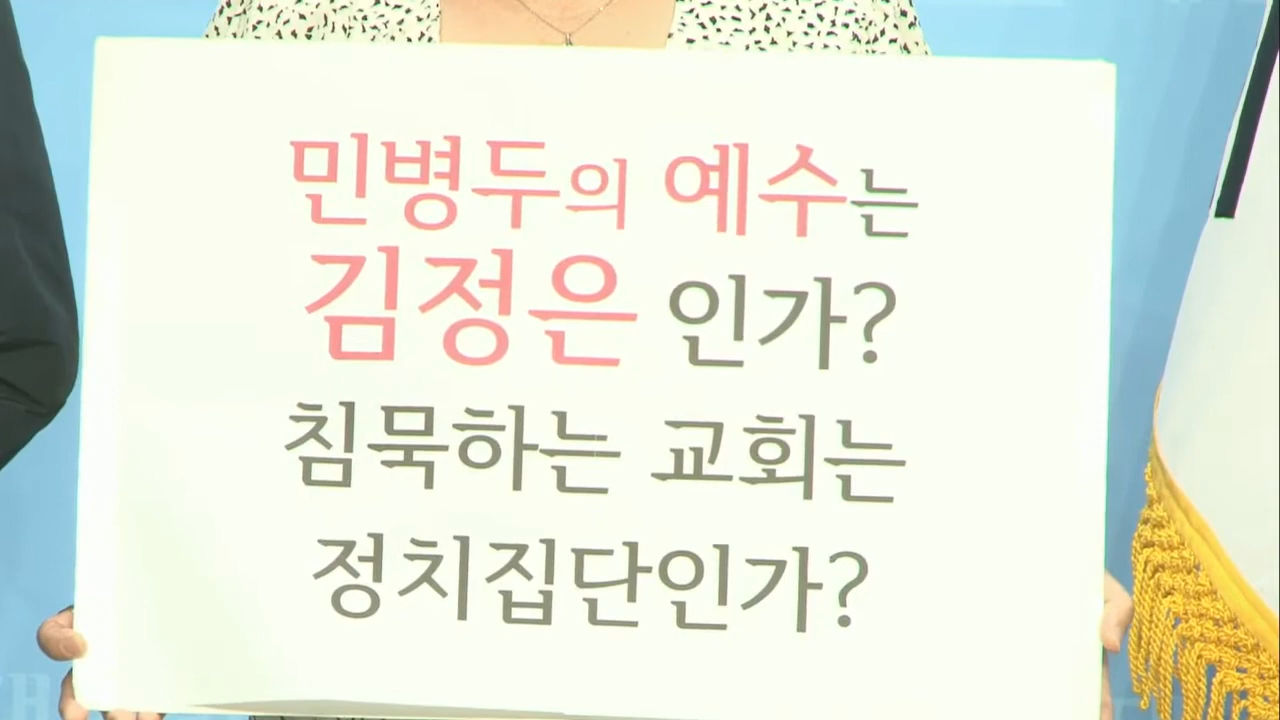 민병두의 예수는
김정은 인가?
침묵하는 교회는
정치집단인가?